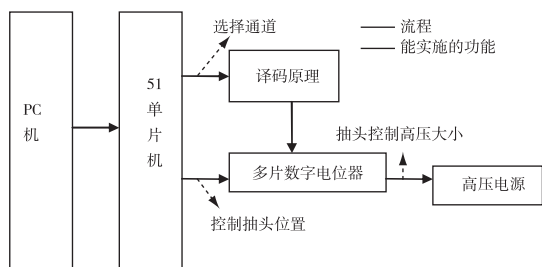 选择通道
流程
能实施的功能
PC
机
51
单
片
机
译码原理
抽头控制高压大小
多片数字电位器
高压电源
控制抽头位置